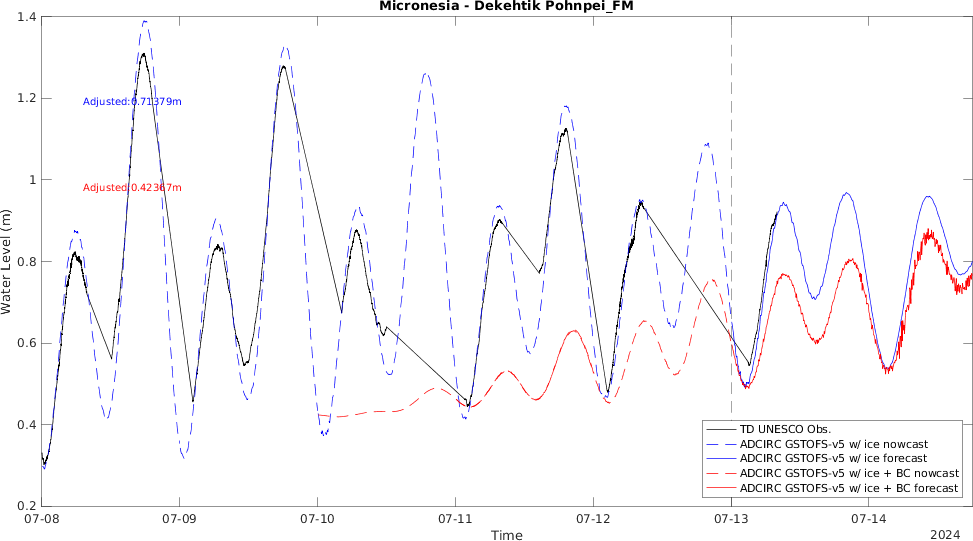 Micronesia - Dekehtik Pohnpei_FM
1.4
1.2
1
0.8
0.6
0.4
0.2
Water Level (m)
Adjusted:0.71379m
Adjusted:0.42367m
TD UNESCO Obs.
ADCIRC GSTOFS-v5 w/ ice nowcast
ADCIRC GSTOFS-v5 w/ ice forecast
ADCIRC GSTOFS-v5 w/ ice + BC nowcast
ADCIRC GSTOFS-v5 w/ ice + BC forecast
07-08 07-09 07-10 07-11 07-12 07-13 07-14
Time
2024